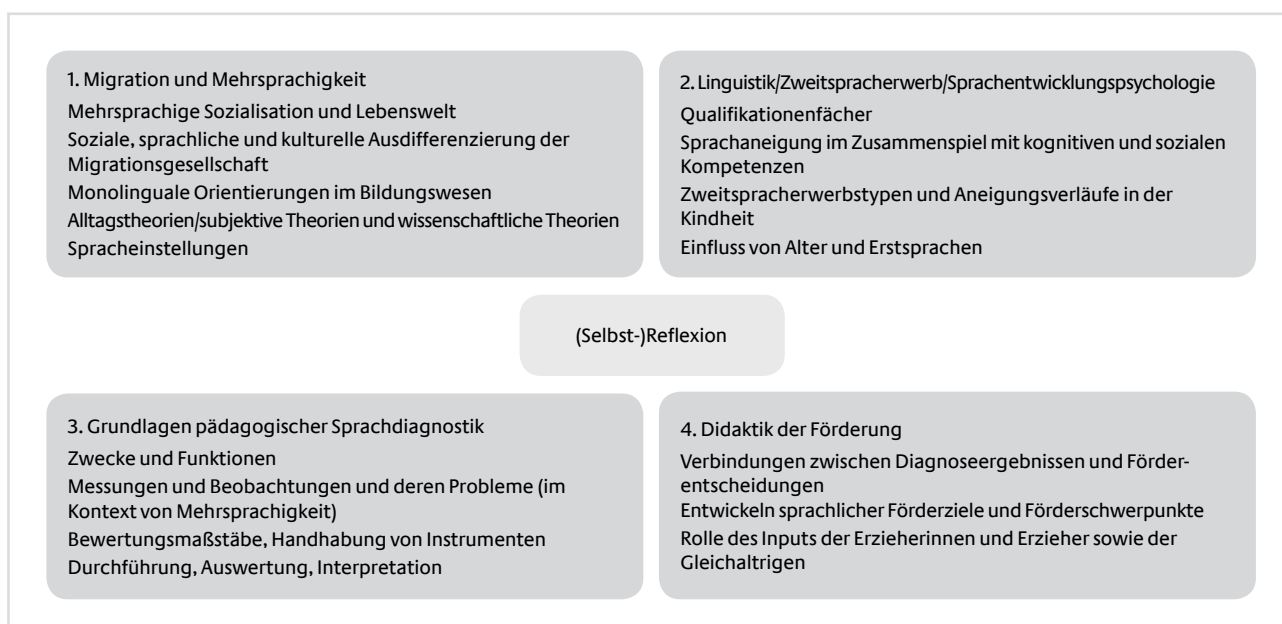 1. Migration und Mehrsprachigkeit
Mehrsprachige Sozialisation und Lebenswelt
Soziale, sprachliche und kulturelle Ausdifferenzierung der
Migrationsgesellschaft
Monolinguale Orientierungen im Bildungswesen
Alltagstheorien/subjektive Theorien und wissenschaftliche Theorien
Spracheinstellungen
2. Linguistik/Zweitspracherwerb/Sprachentwicklungspsychologie
Qualifikationenfächer
Sprachaneigung im Zusammenspiel mit kognitiven und sozialen
Kompetenzen
Zweitspracherwerbstypen und Aneigungsverläufe in der
Kindheit
Einfluss von Alter und Erstsprachen
(Selbst-)Reflexion
3. Grundlagen pädagogischer Sprachdiagnostik
Zwecke und Funktionen
Messungen und Beobachtungen und deren Probleme (im
Kontext von Mehrsprachigkeit)
Bewertungsmaßstäbe, Handhabung von Instrumenten
Durchführung, Auswertung, Interpretation
4. Didaktik der Förderung
Verbindungen zwischen Diagnoseergebnissen und Förder-
entscheidungen
Entwickeln sprachlicher Förderziele und Förderschwerpunkte
Rolle des Inputs der Erzieherinnen und Erzieher sowie der
Gleichaltrigen